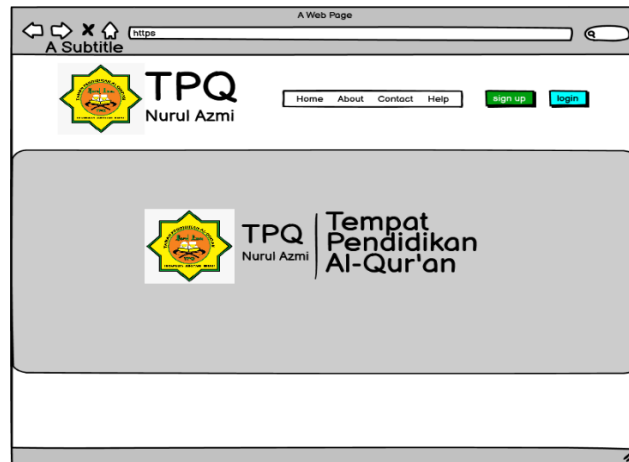 A Web Page
https
A Subtitle
TPQ
Nurul Azmi
Home About Contact Help
sign up
login
TPQ
Nurul Azmi
Tempat
Pendidikan
Al-Qur'an